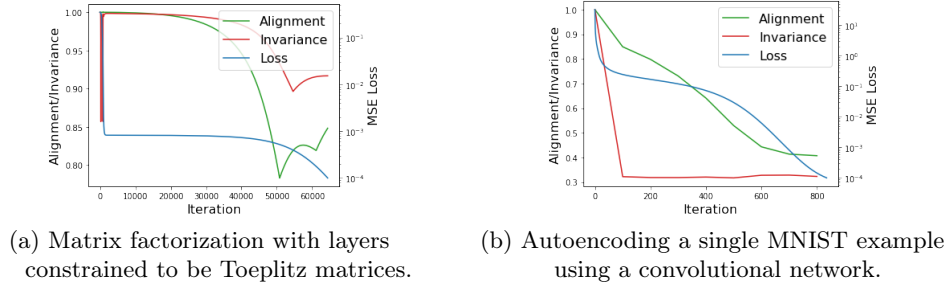 1.00
0.95
0.90
0.85
0.80
Alignment/Invariance
Alignment
Invariance
Loss
10⁻¹
10⁻²
10⁻³
10⁻⁴
MSE Loss
0 10000 20000 30000 40000 50000 60000
Iteration
(a) Matrix factorization with layers
constrained to be Toeplitz matrices.
1.0
0.9
0.8
0.7
0.6
0.5
0.4
0.3
Alignment/Invariance
Alignment
Invariance
Loss
10¹
10⁰
10⁻¹
10⁻²
10⁻³
10⁻⁴
MSE Loss
0 200 400 600 800
Iteration
(b) Autoencoding a single MNIST example
using a convolutional network.